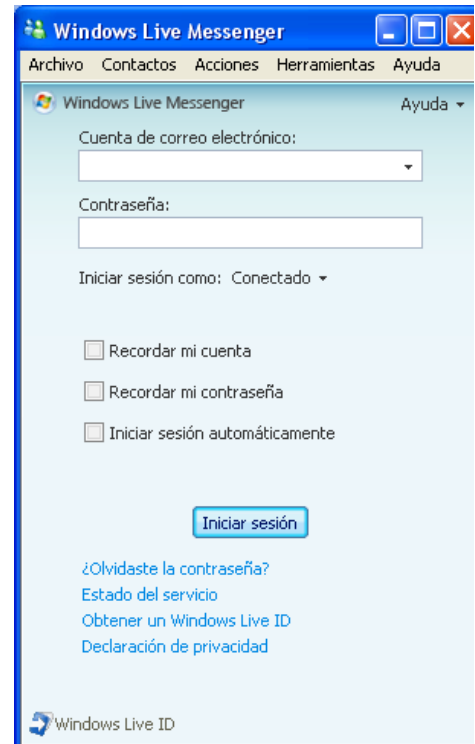 Windows Live Messenger
Archivo Contactos Acciones Herramientas Ayuda
Windows Live Messenger Ayuda
Cuenta de correo electrónico:
Contraseña:
Iniciar sesión como: Conectado
Recordar mi cuenta
Recordar mi contraseña
Iniciar sesión automáticamente
Iniciar sesión
¿Olvidaste la contraseña?
Estado del servicio
Obtener un Windows Live ID
Declaración de privacidad
Windows Live ID